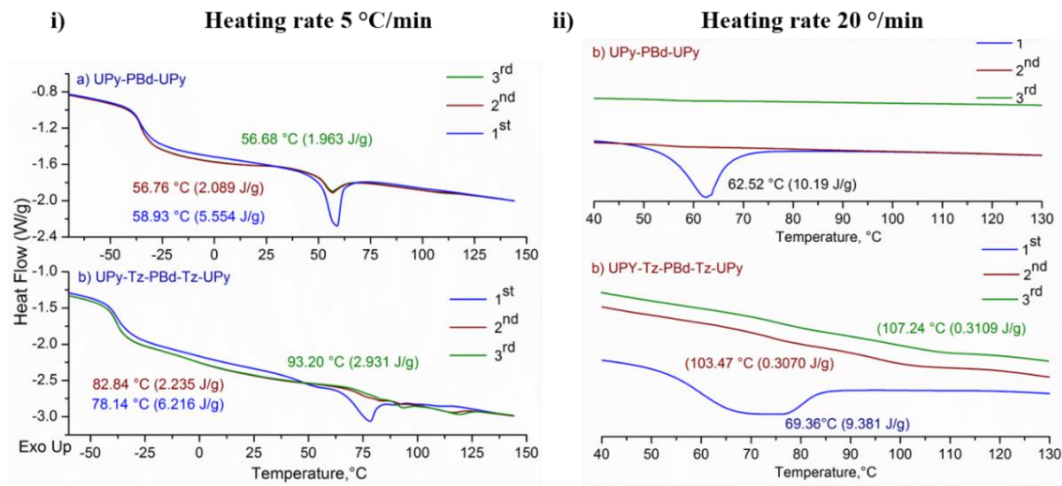 i) Heating rate 5 °C/min
a) UPy-PBd-UPy
3rd
2nd
1st
56.68 °C (1.963 J/g)
56.76 °C (2.089 J/g)
58.93 °C (5.554 J/g)
-0.8
-1.2
-1.6
-2.0
-2.4
-50 -25 0 25 50 75 100 125 150
Heat Flow (W/g)
b) UPy-Tz-PBd-Tz-UPy
1st
2nd
3rd
93.20 °C (2.931 J/g)
82.84 °C (2.235 J/g)
78.14 °C (6.216 J/g)
-1.0
-1.5
-2.0
-2.5
-3.0
Exo Up
-50 -25 0 25 50 75 100 125 150
Temperature,°C
ii) Heating rate 20 °/min
b) UPy-PBd-UPy
1
2nd
3rd
62.52 °C (10.19 J/g)
40 50 60 70 80 90 100 110 120 130
Temperature, °C
b) UPY-Tz-PBd-Tz-UPy
1st
2nd
3rd
(107.24 °C (0.3109 J/g)
(103.47 °C (0.3070 J/g)
69.36°C (9.381 J/g)
40 50 60 70 80 90 100 110 120 130
Temperature, °C